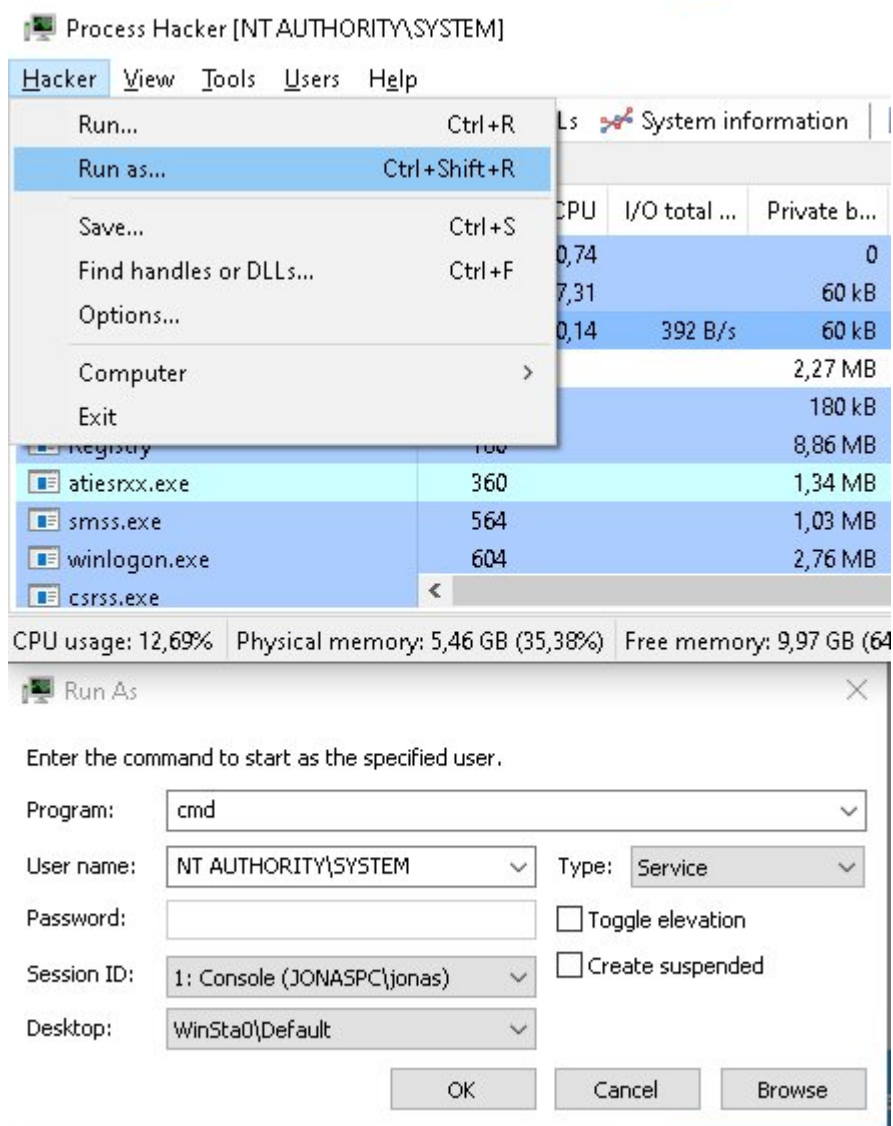 Process Hacker [NT AUTHORITY\SYSTEM]
Hacker View Tools Users Help
Run... Ctrl+R
Ls System information
Run as... Ctrl+Shift+R
CPU I/O total ... Private b...
Save... Ctrl+S
0,74 0
Find handles or DLLs... Ctrl+F
7,31 60 kB
Options...
0,14 392 B/s 60 kB
Computer
2,27 MB
Exit
180 kB
Registry 100 8,86 MB
atiesrxx.exe 360 1,34 MB
smss.exe 564 1,03 MB
winlogon.exe 604 2,76 MB
csrss.exe
CPU usage: 12,69% Physical memory: 5,46 GB (35,38%) Free memory: 9,97 GB (64
Run As
Enter the command to start as the specified user.
Program: cmd
User name: NT AUTHORITY\SYSTEM Type: Service
Password: Toggle elevation
Session ID: 1: Console (JONASPC\jonas) Create suspended
Desktop: WinSta0\Default
OK Cancel Browse